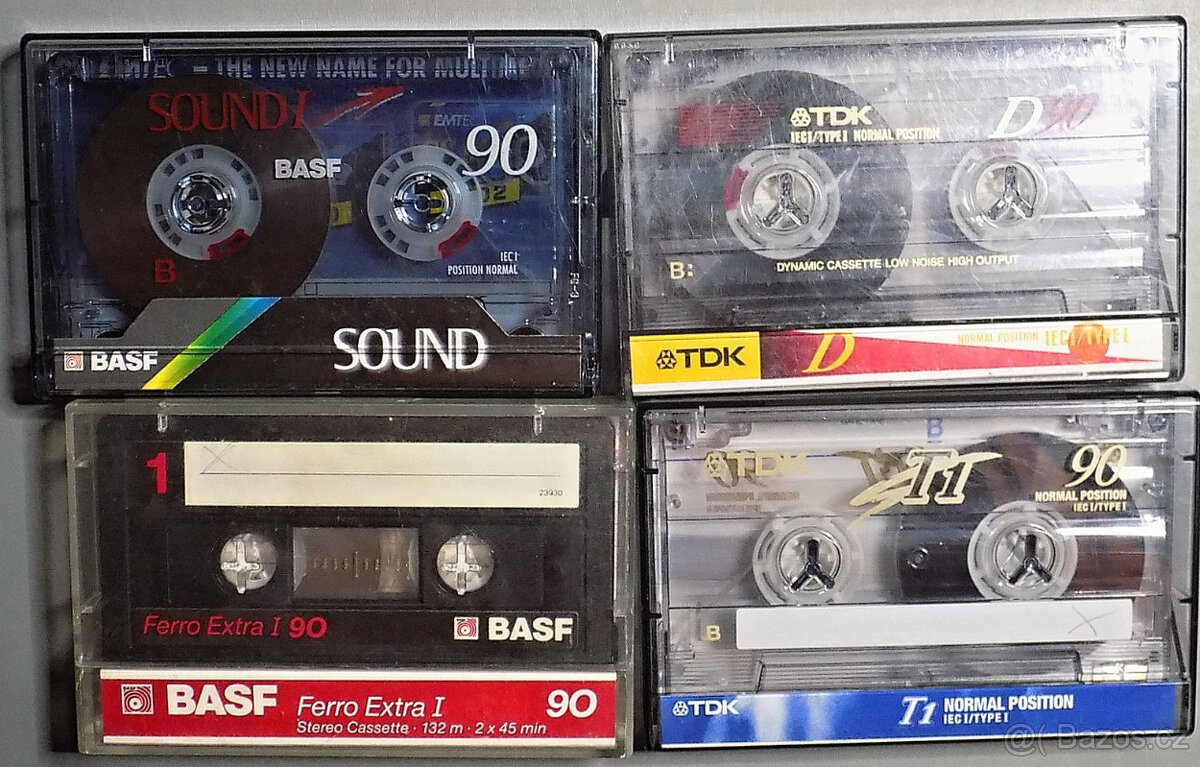 THE NEW NAME FOR
SOUND I
EMTEC
90
BASF
B
IEC I
POSITION NORMAL
BASF
SOUND
TDK
D90
IEC I/TYPE I NORMAL POSITION
B:
DYNAMIC CASSETTE LOW NOISE HIGH OUTPUT
TDK
D
NORMAL POSITION IEC I/TYPE I
1
23930
Ferro Extra I 90
BASF
BASF
Ferro Extra I
90
Stereo Cassette · 132 m · 2 x 45 min
B
TDK
T1
90
NORMAL POSITION
IEC I/TYPE I
B
TDK
T1
NORMAL POSITION
IEC I/TYPE I
@( Bazos.cz